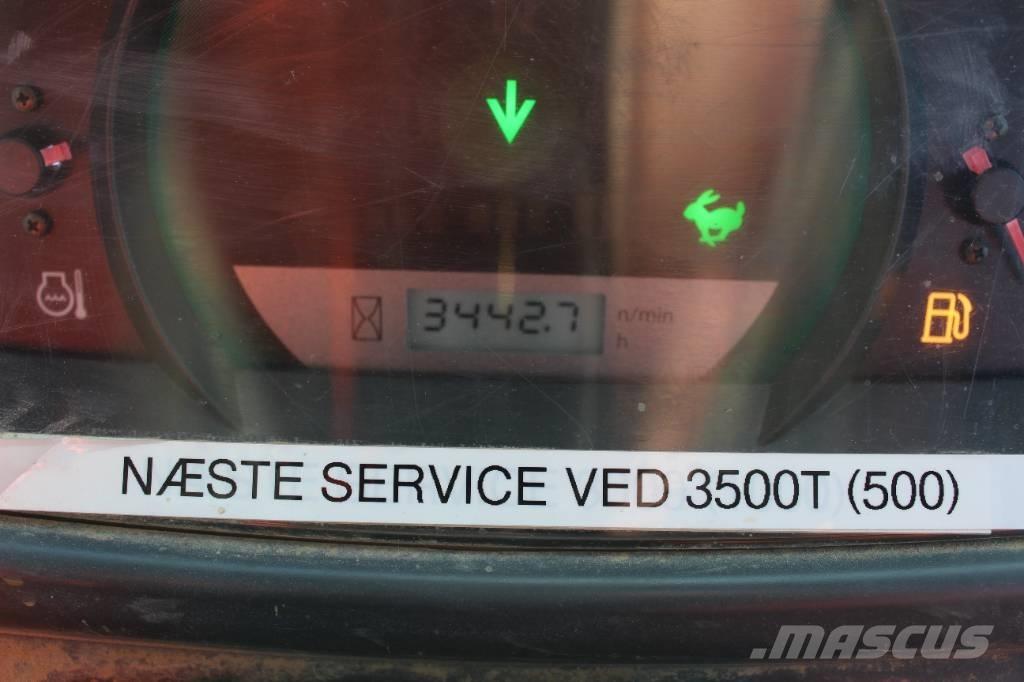 3442.7 n/min
h
NÆSTE SERVICE VED 3500T (500)
MASCUS